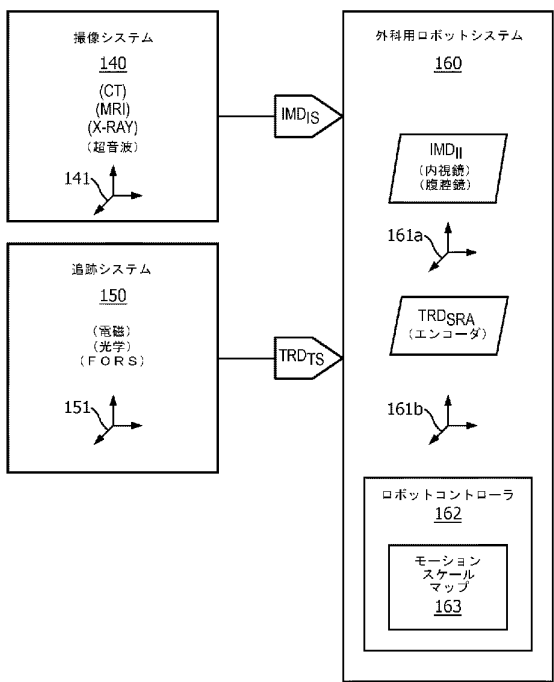 撮像システム
140
(CT)
(MRI)
(X-RAY)
(超音波)
141
IMDIS
追跡システム
150
(電磁)
(光学)
(FORS)
151
TRDTS
外科用ロボットシステム
160
IMDII
(内視鏡)
(腹腔鏡)
161a
TRDSRA
(エンコーダ)
161b
ロボットコントローラ
162
モーション
スケール
マップ
163